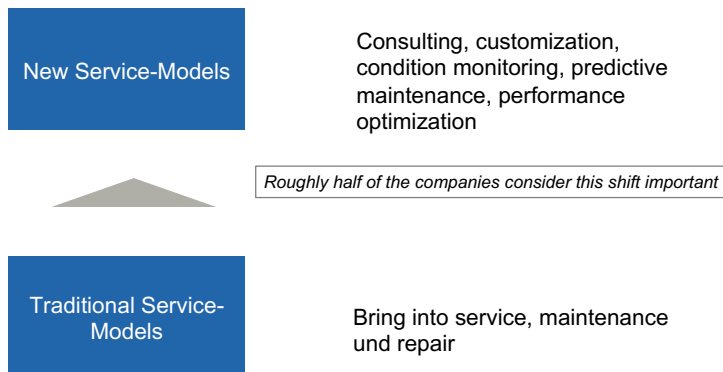 New Service-Models
Consulting, customization,
condition monitoring, predictive
maintenance, performance
optimization
Roughly half of the companies consider this shift important
Traditional Service-
Models
Bring into service, maintenance
und repair